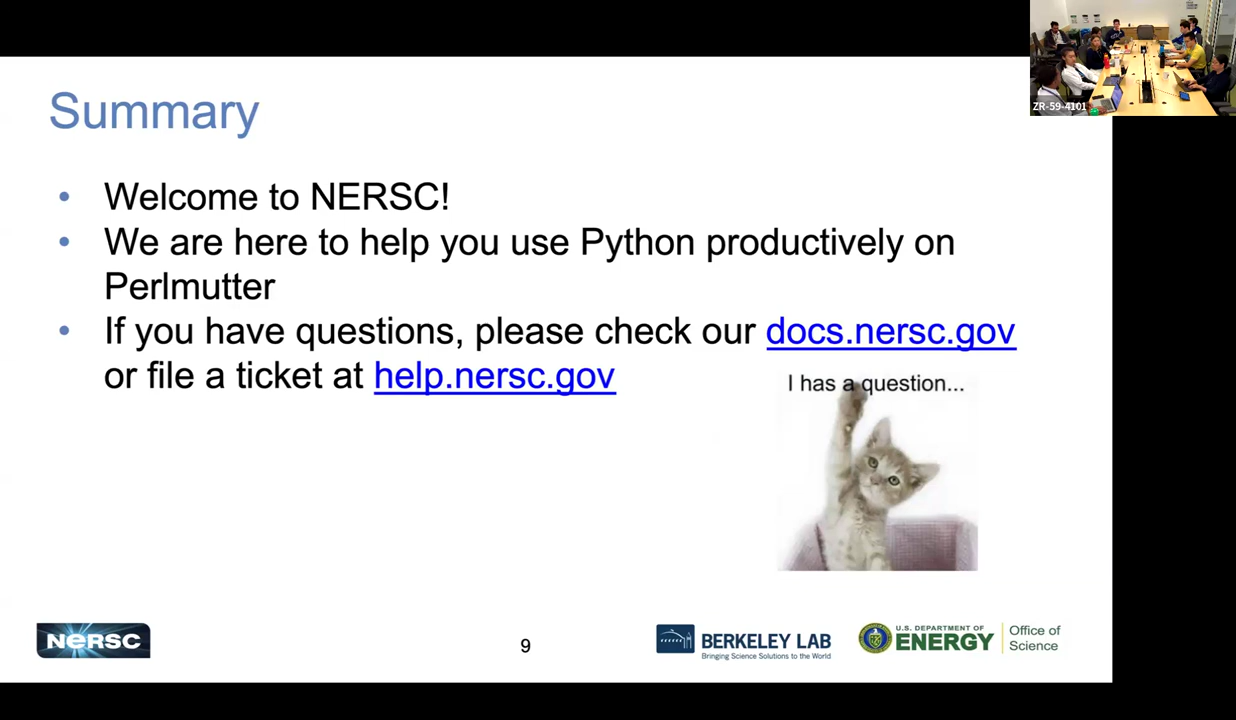 ZR-59-4101
Summary
• Welcome to NERSC!
• We are here to help you use Python productively on
Perlmutter
• If you have questions, please check our docs.nersc.gov
or file a ticket at help.nersc.gov
I has a question...
NERSC
9
BERKELEY LAB
Bringing Science Solutions to the World
U.S. DEPARTMENT OF
ENERGY
Office of
Science